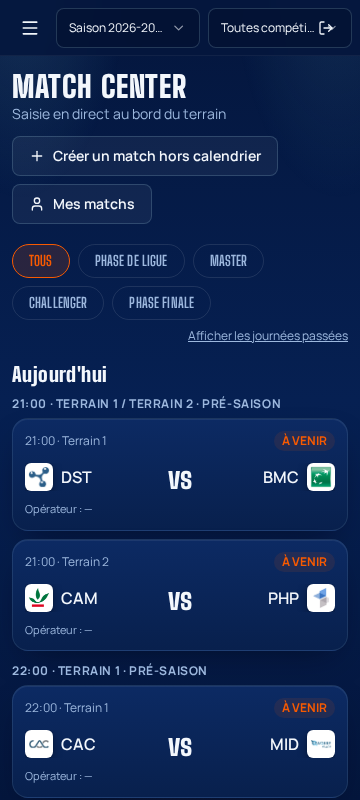 Saison 2026-20...
Toutes compéti...
MATCH CENTER
Saisie en direct au bord du terrain
Créer un match hors calendrier
Mes matchs
TOUS
PHASE DE LIGUE
MASTER
CHALLENGER
PHASE FINALE
Afficher les journées passées
Aujourd'hui
21:00 · TERRAIN 1 / TERRAIN 2 · PRÉ-SAISON
21:00 · Terrain 1
À VENIR
DST
VS
BMC
Opérateur : —
21:00 · Terrain 2
À VENIR
CAM
VS
PHP
Opérateur : —
22:00 · TERRAIN 1 · PRÉ-SAISON
22:00 · Terrain 1
À VENIR
CAC
CAC
VS
MID
Opérateur : —